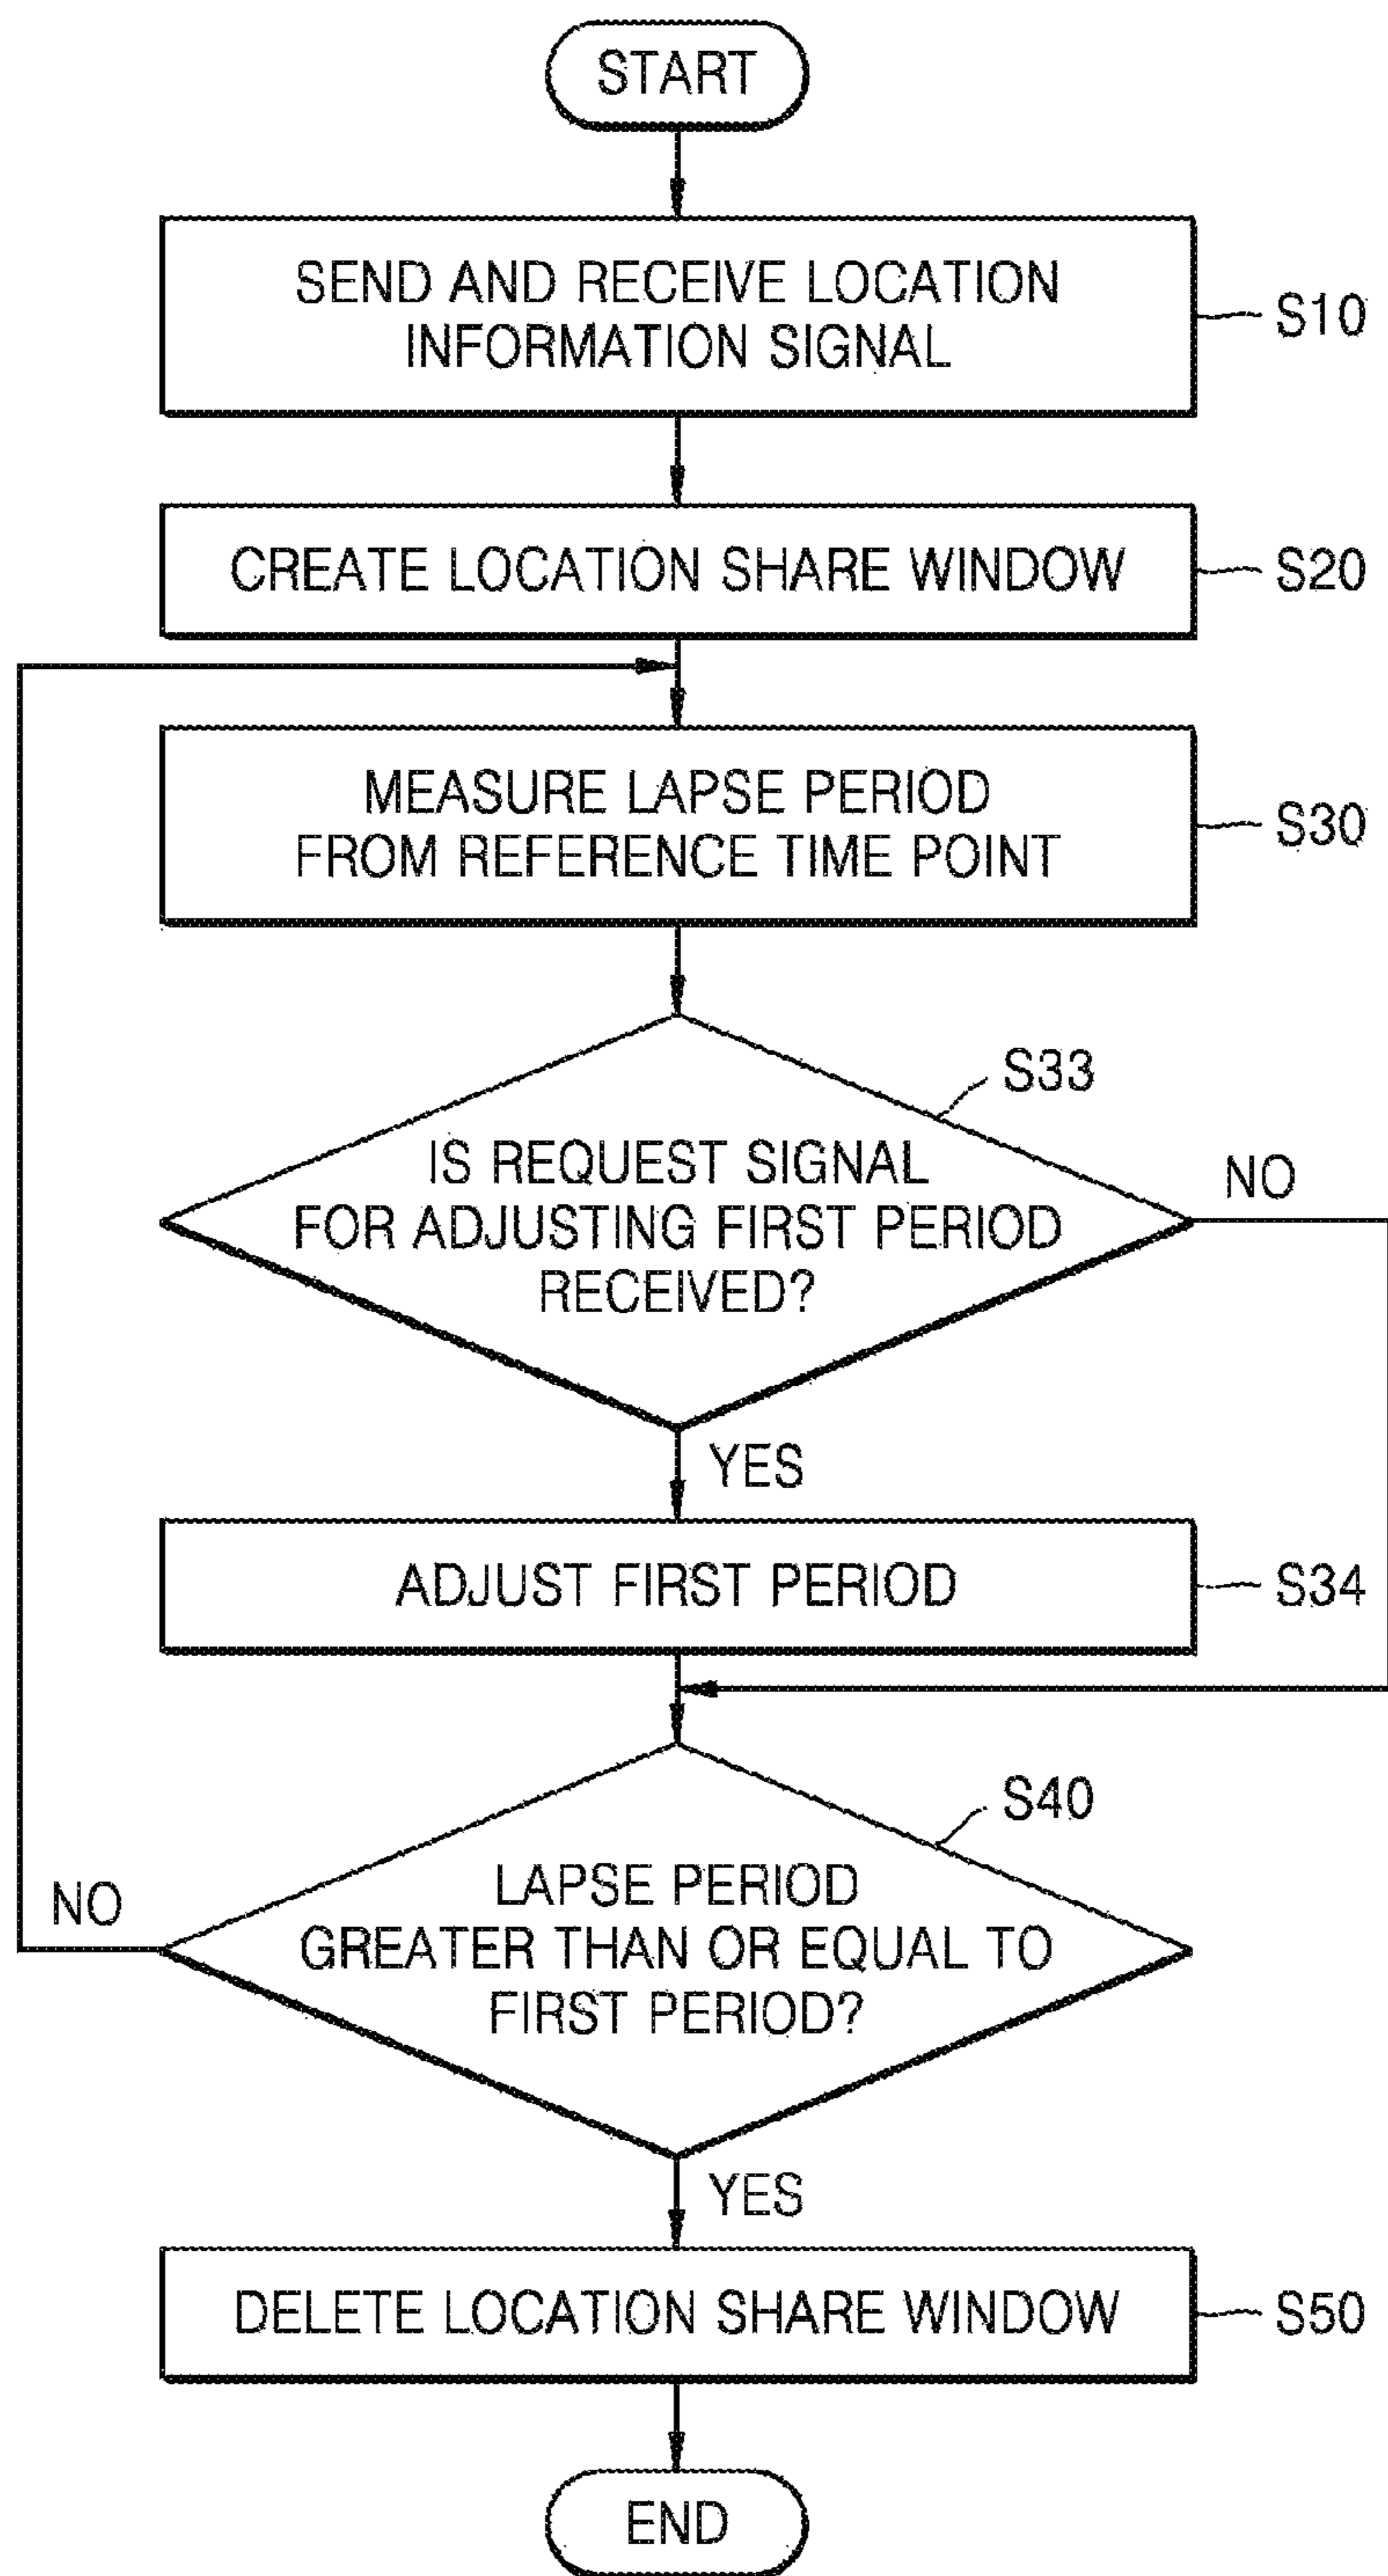 START
SEND AND RECEIVE LOCATION
INFORMATION SIGNAL
S10
CREATE LOCATION SHARE WINDOW
S20
MEASURE LAPSE PERIOD
FROM REFERENCE TIME POINT
S30
S33
IS REQUEST SIGNAL
FOR ADJUSTING FIRST PERIOD
RECEIVED?
NO
YES
ADJUST FIRST PERIOD
S34
S40
LAPSE PERIOD
GREATER THAN OR EQUAL TO
FIRST PERIOD?
NO
YES
DELETE LOCATION SHARE WINDOW
S50
END